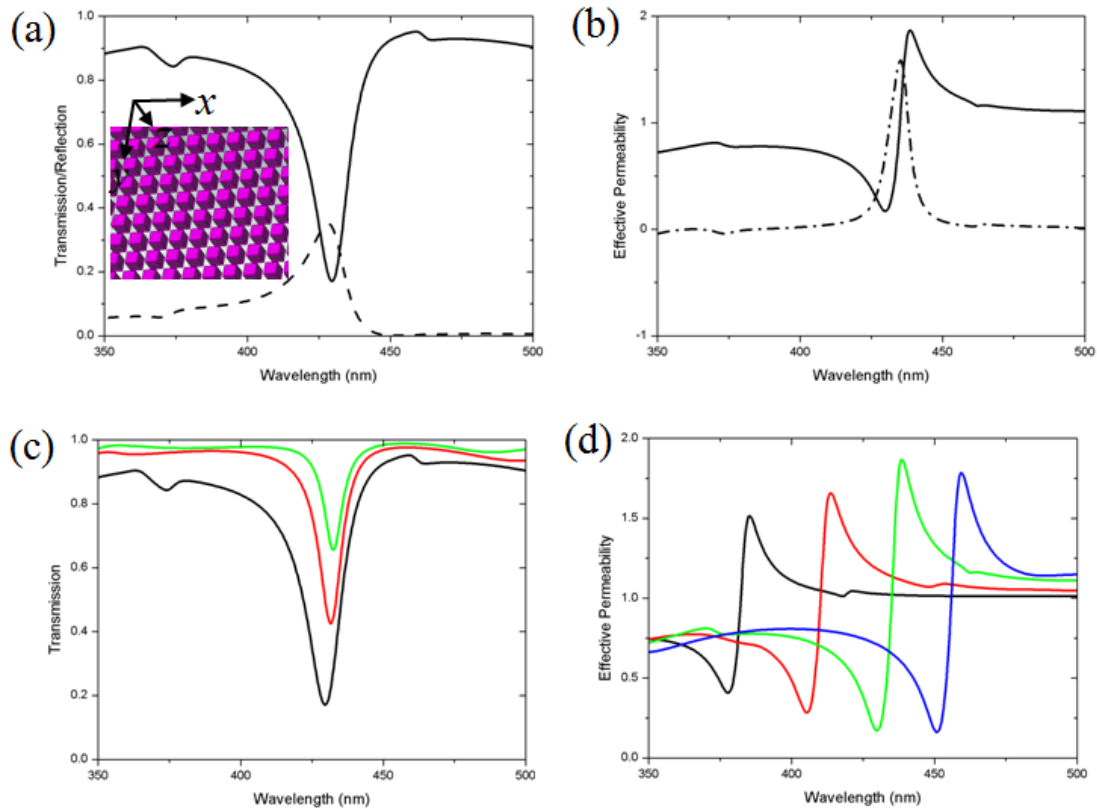 (a)
1.0
0.8
0.6
0.4
0.2
0.0
350
400
450
500
Transmission/Reflection
Wavelength (nm)
x
z
y
(b)
2
1
0
-1
350
400
450
500
Effective Permeability
Wavelength (nm)
(c)
1.0
0.8
0.6
0.4
0.2
0.0
350
400
450
500
Transmission
Wavelength (nm)
(d)
2.0
1.5
1.0
0.5
0.0
350
400
450
500
Effective Permeability
Wavelength (nm)